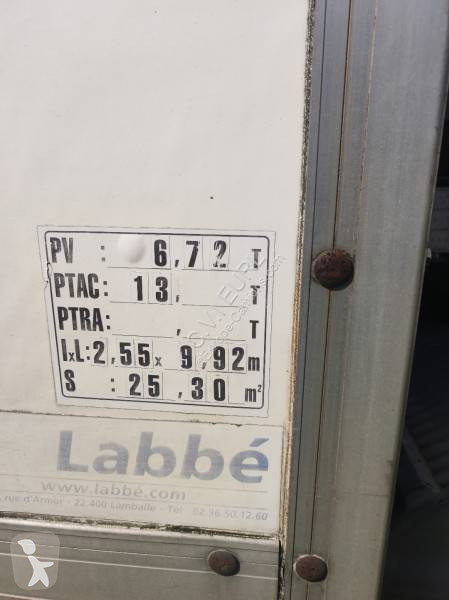 PV : 6,72 T
PTAC: 13, T
PTRA: , T
IxL:2,55x 9,92m
S : 25,30 m²
Labbé
www.labbé.com
rue d'Armor - 22.400 Lamballe - Tél : 02 96 50 12 60